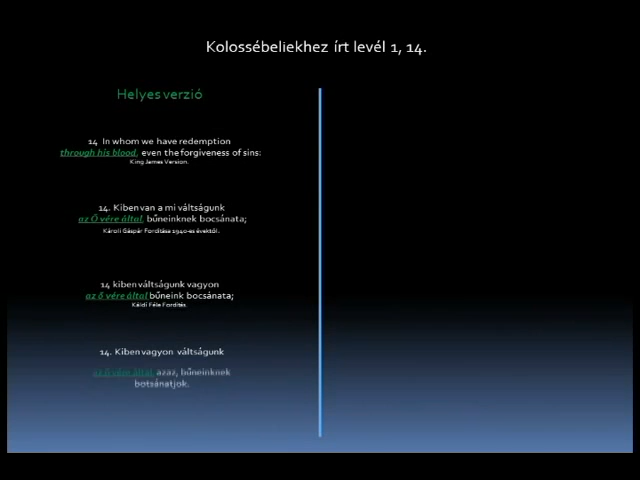 Kolossébeliekhez írt levél 1, 14.
Helyes verzió
14 In whom we have redemption
through his blood, even the forgiveness of sins:
King James Version.
14. Kiben van a mi váltságunk
az Ő vére által, bűneinknek bocsánata;
Károli Gáspár Fordítása 1940-es évektől.
14 kiben váltságunk vagyon
az ő vére által bűneink bocsánata;
Káldi Féle Fordítás.
14. Kiben vagyon váltságunk
az ő vére által, azaz, bűneinknek
botsánatjok.